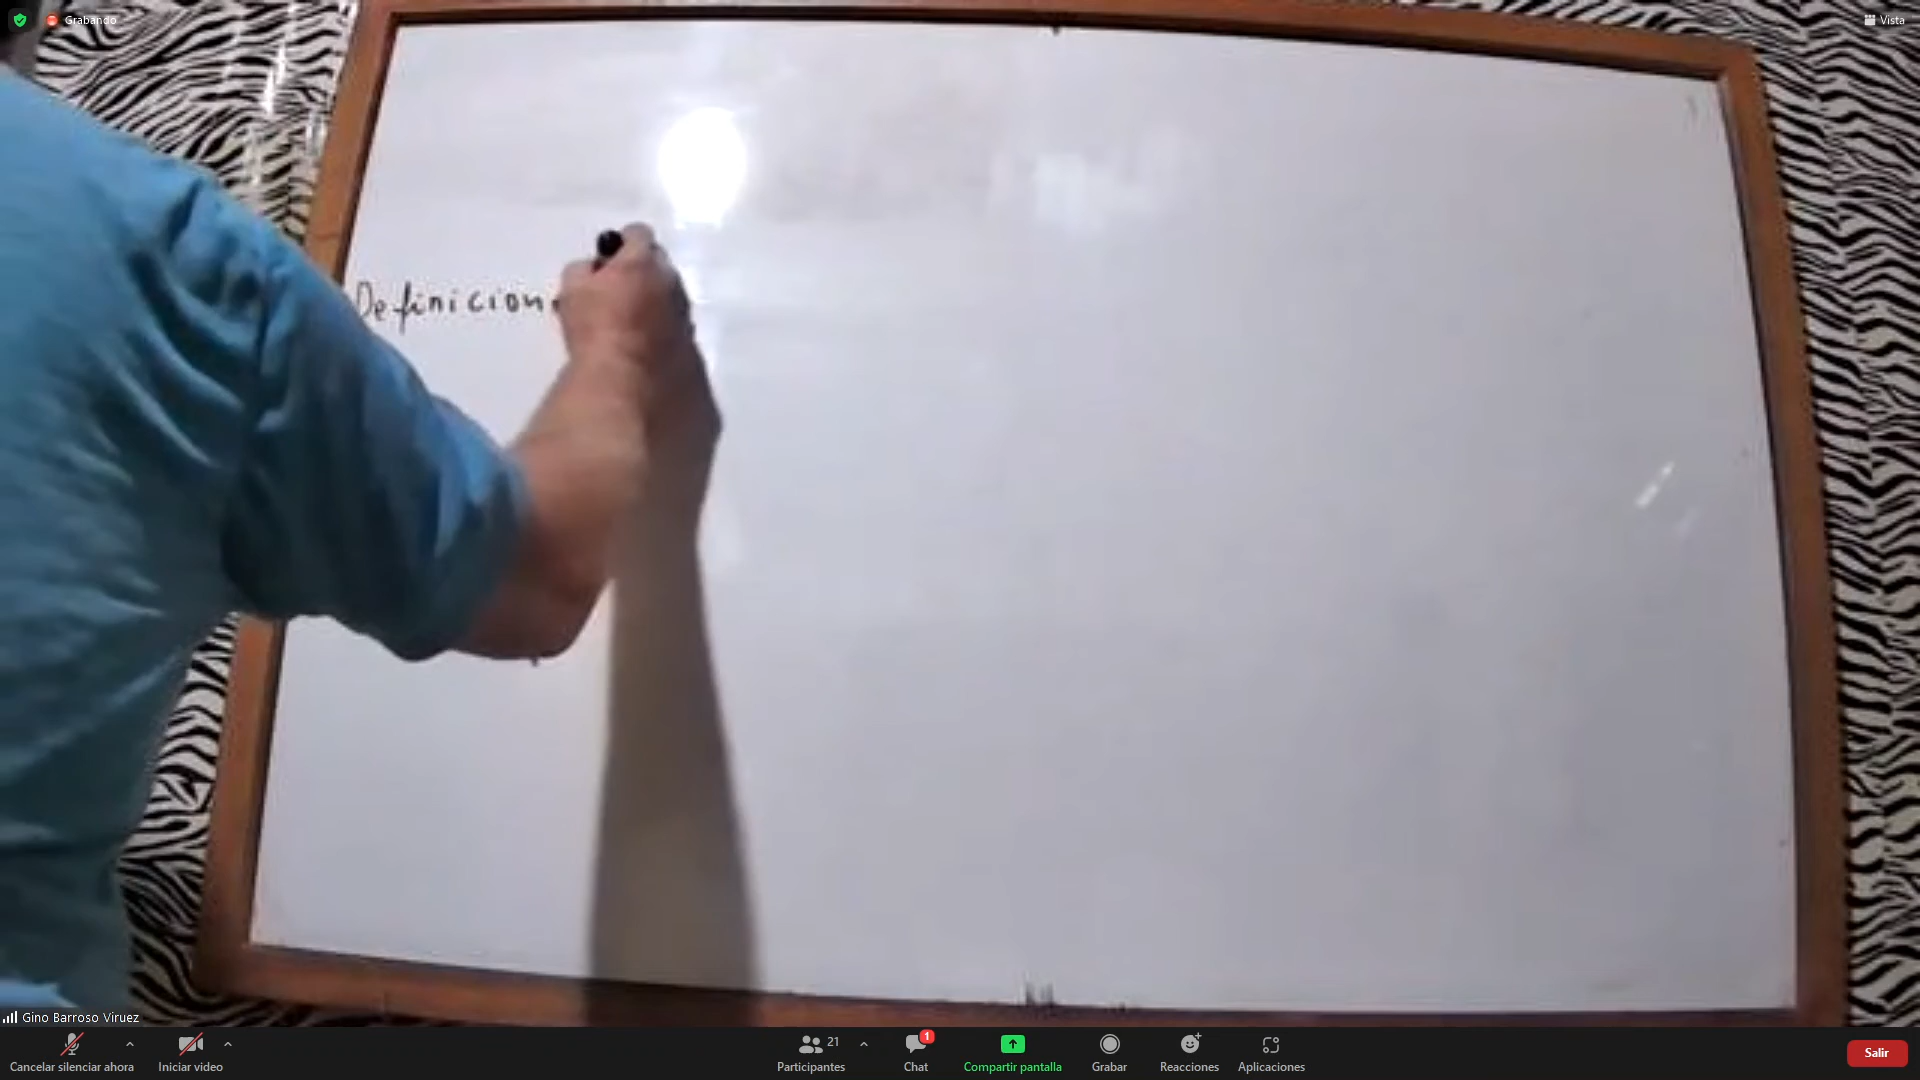 Grabando
Vista
Definicion
Gino Barroso Viruez
Cancelar silenciar ahora
Iniciar video
21
Participantes
1
Chat
Compartir pantalla
Grabar
Reacciones
Aplicaciones
Salir